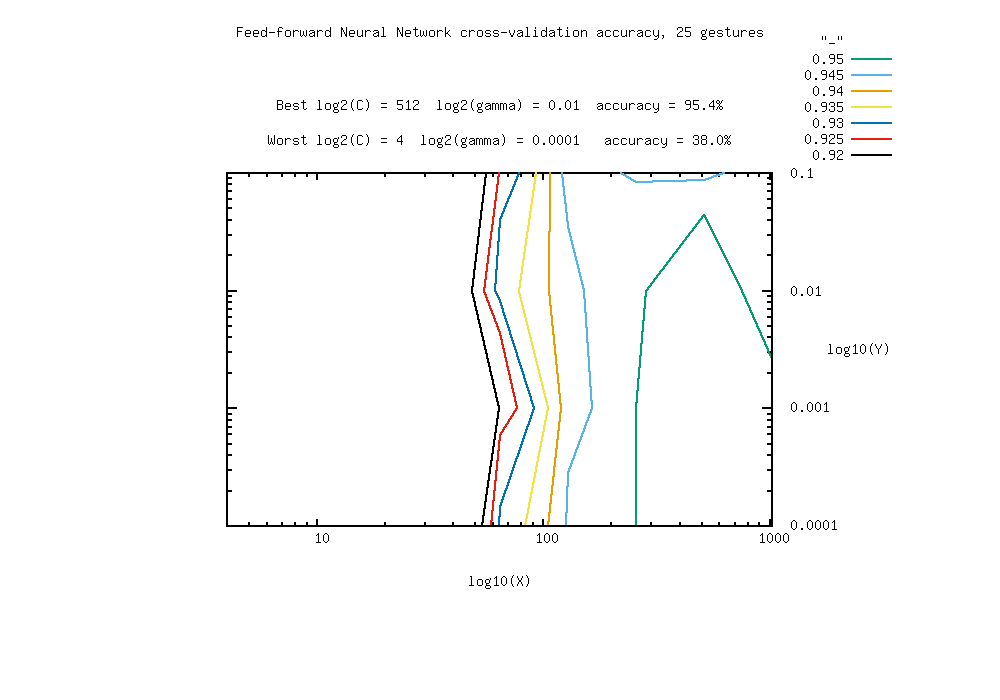 Feed-forward Neural Network cross-validation accuracy, 25 gestures
"_"
0.95
0.945
0.94
0.935
0.93
0.925
0.92
Best log2(C) = 512 log2(gamma) = 0.01 accuracy = 95.4%
Worst log2(C) = 4 log2(gamma) = 0.0001 accuracy = 38.0%
0.1
0.01
log10(Y)
0.001
0.0001
10 100 1000
log10(X)